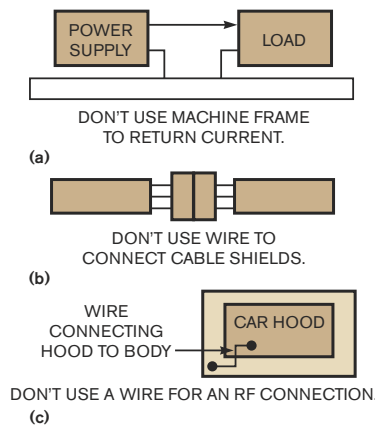 POWER
SUPPLY
LOAD
DON'T USE MACHINE FRAME
TO RETURN CURRENT.
(a)
DON'T USE WIRE TO
CONNECT CABLE SHIELDS.
(b)
WIRE
CONNECTING
HOOD TO BODY
CAR HOOD
DON'T USE A WIRE FOR AN RF CONNECTION.
(c)